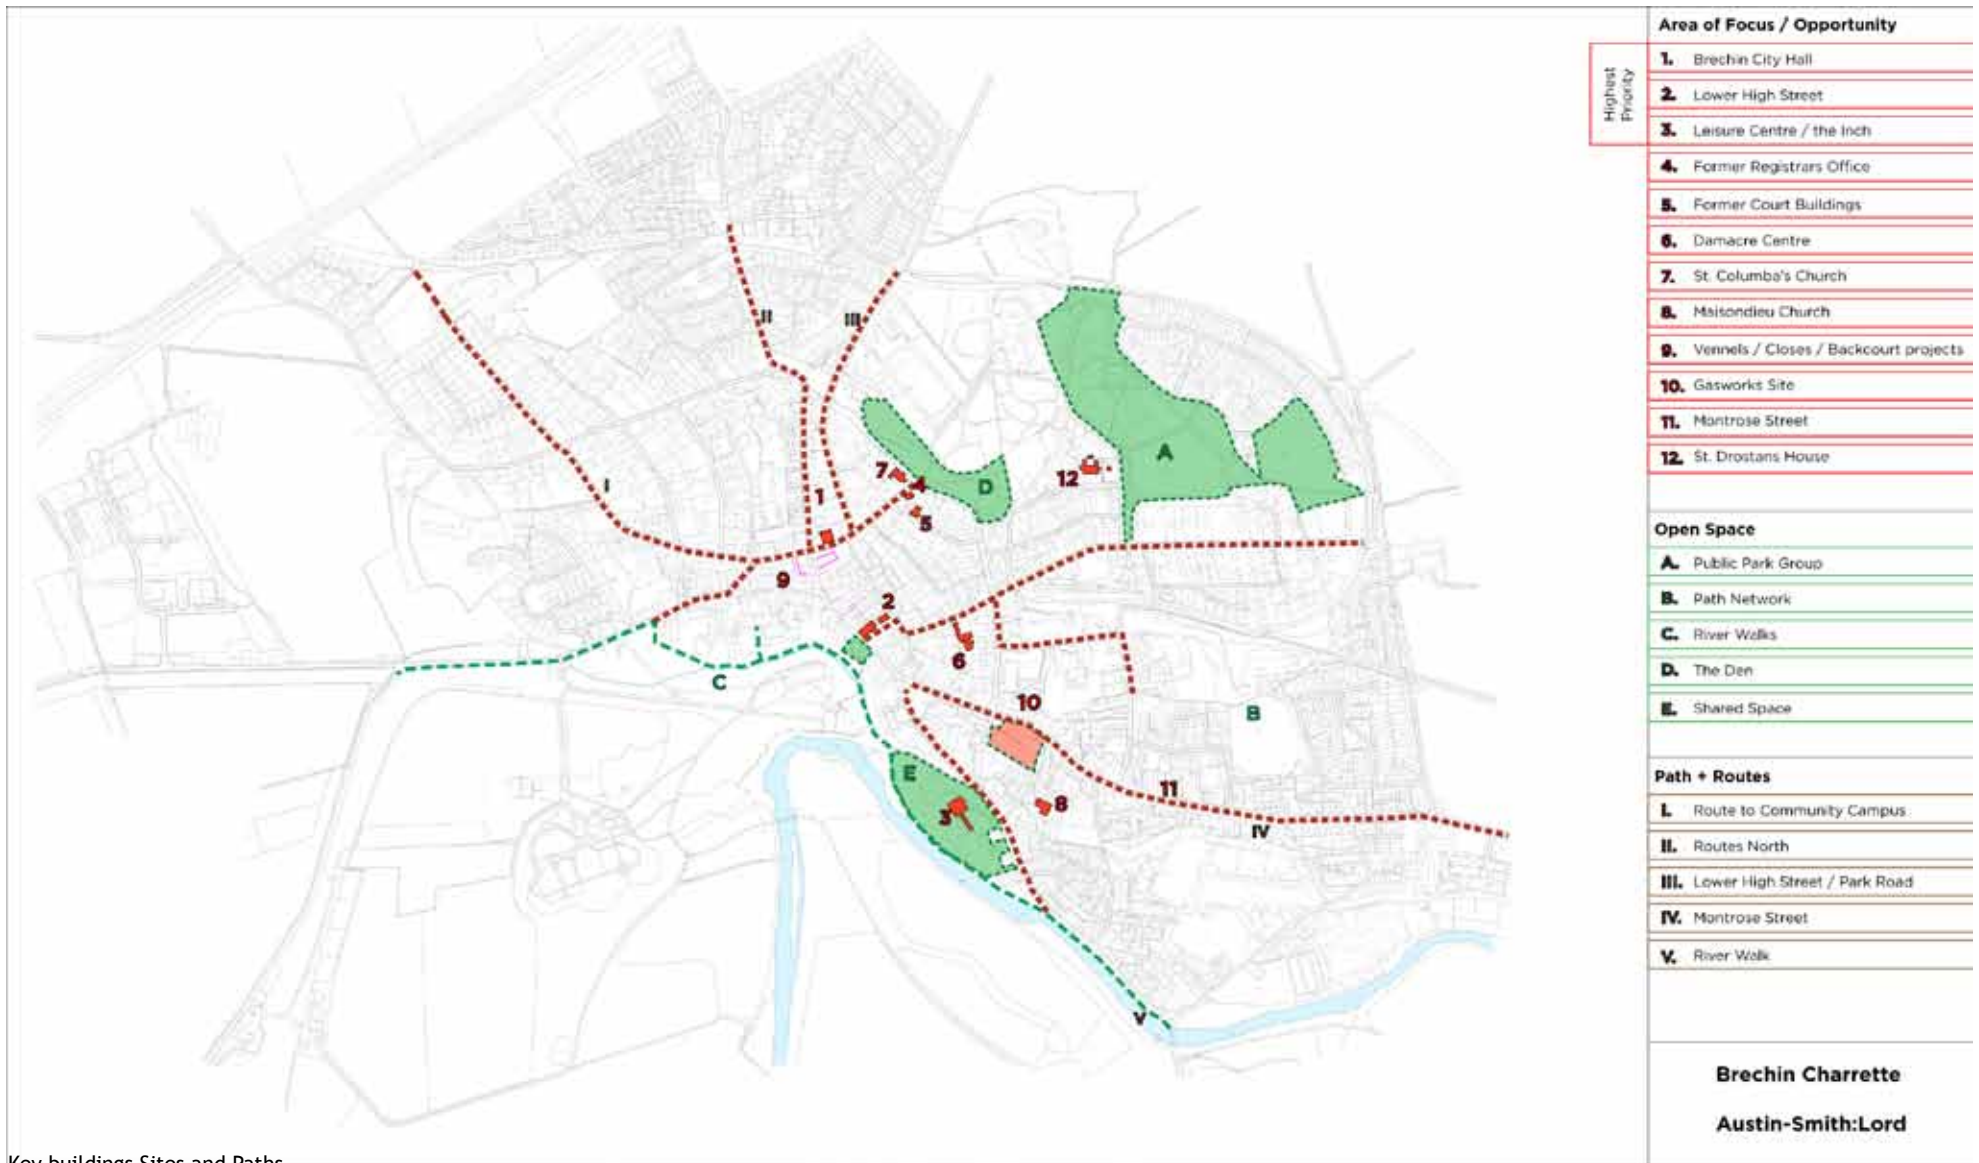 Area of Focus / Opportunity
Highest
Priority
1. Brechin City Hall
2. Lower High Street
3. Leisure Centre / the Inch
4. Former Registrars Office
5. Former Court Buildings
6. Damacre Centre
7. St. Columba's Church
8. Maisondieu Church
9. Vennels / Closes / Backcourt projects
10. Gasworks Site
11. Montrose Street
12. St. Drostans House
Open Space
A. Public Park Group
B. Path Network
C. River Walks
D. The Den
E. Shared Space
Path + Routes
I. Route to Community Campus
II. Routes North
III. Lower High Street / Park Road
IV. Montrose Street
V. River Walk
Brechin Charrette
Austin-Smith:Lord
II
III
A
I
1
7
4
D
5
12
9
2
6
C
10
B
E
3
8
11
IV
V
Key buildings Sites and Paths